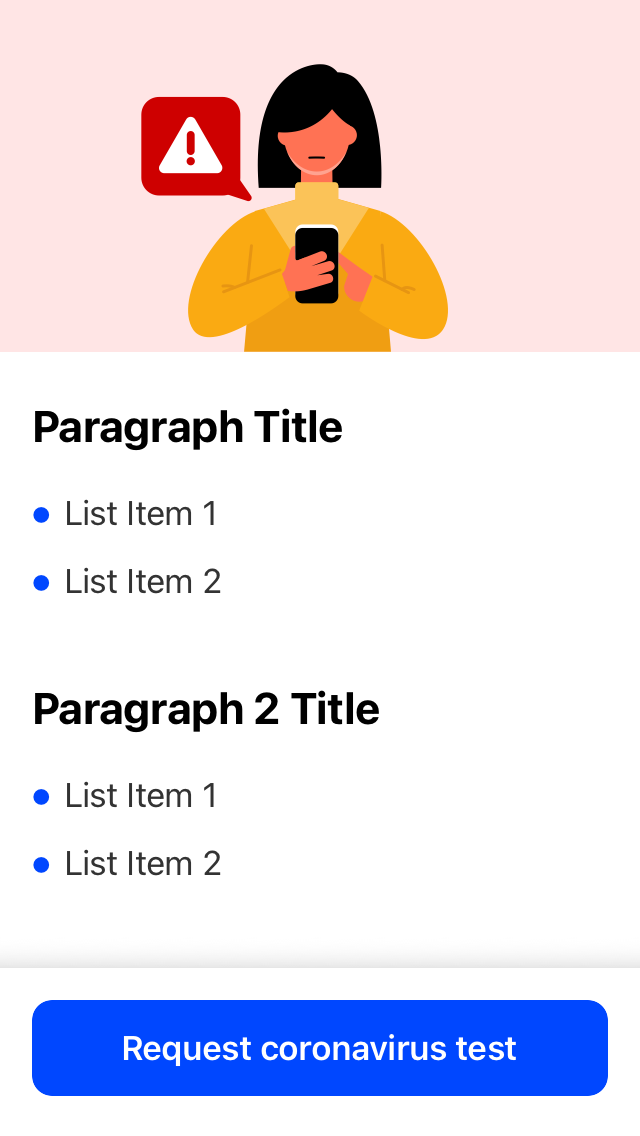 Paragraph Title
List Item 1
List Item 2
Paragraph 2 Title
List Item 1
List Item 2
Request coronavirus test